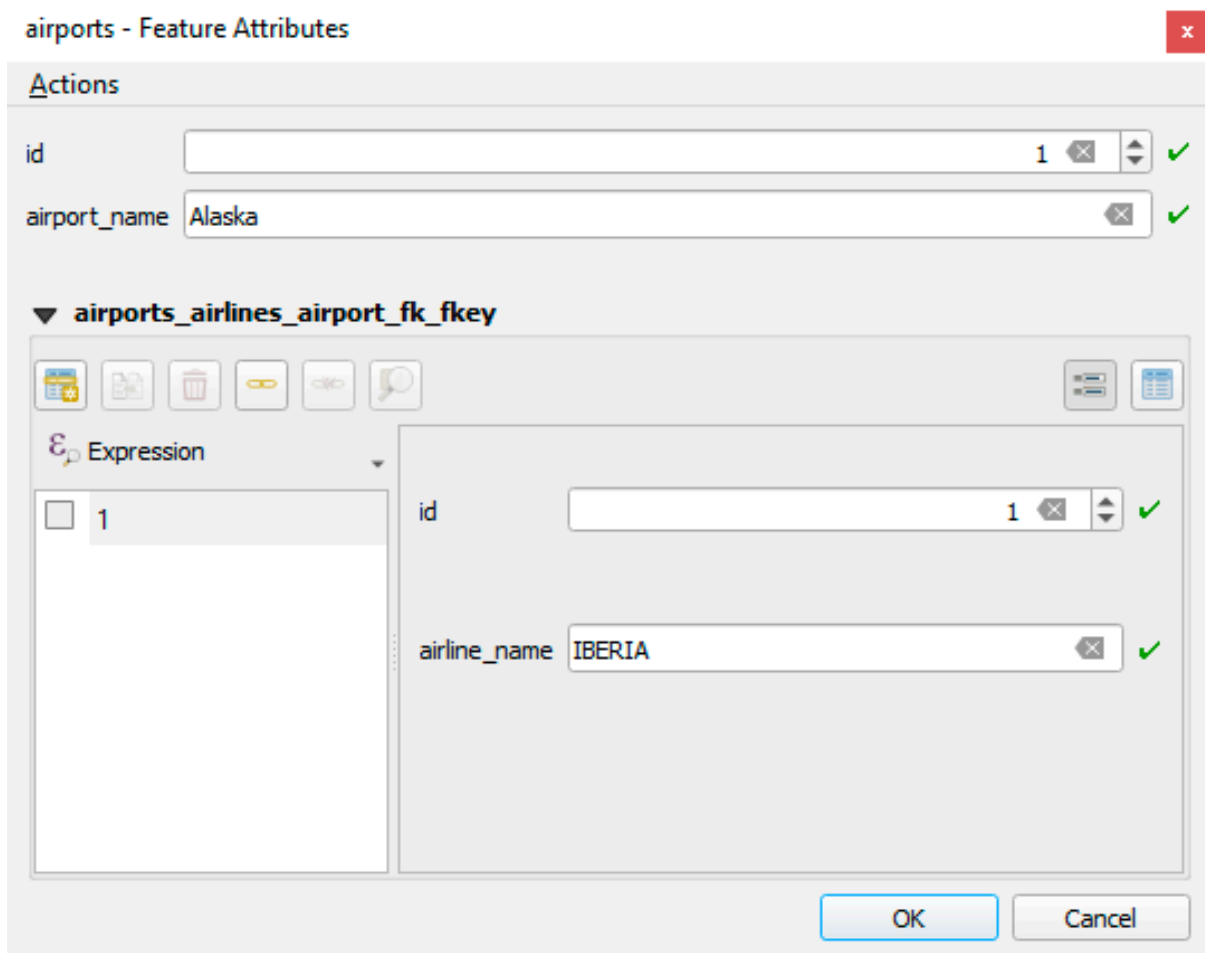 airports - Feature Attributes
x
Actions
id 1
airport_name Alaska
airports_airlines_airport_fk_fkey
Expression
1
id 1
airline_name IBERIA
OK Cancel